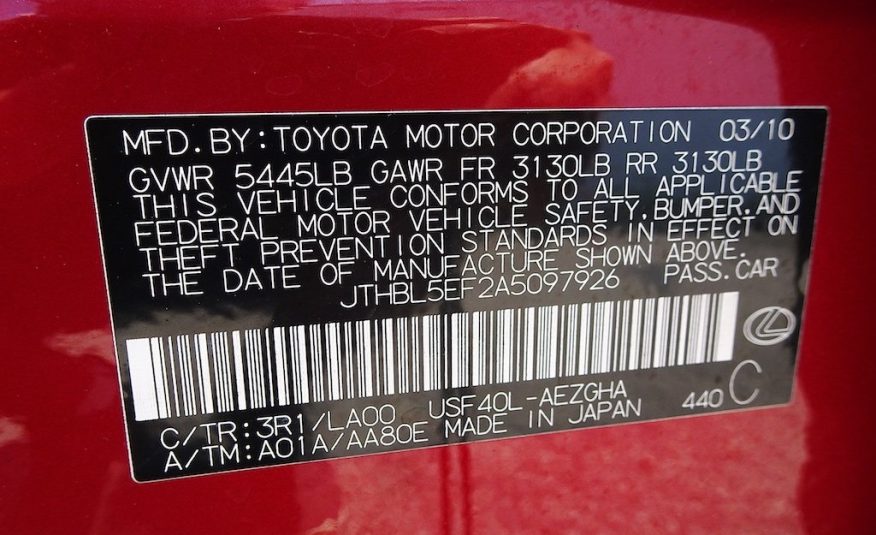 MFD.BY:TOYOTA MOTOR CORPORATION 03/10
GVWR 5445LB GAWR FR 3130LB RR 3130LB
THIS VEHICLE CONFORMS TO ALL APPLICABLE
FEDERAL MOTOR VEHICLE SAFETY,BUMPER,AND
THEFT PREVENTION STANDARDS IN EFFECT ON
THE DATE OF MANUFACTURE SHOWN ABOVE.
JTHBL5EF2A5097926 PASS.CAR
C/TR:3R1/LA00 USF40L-AEZGHA 440 C
A/TM:A01A/AA80E MADE IN JAPAN